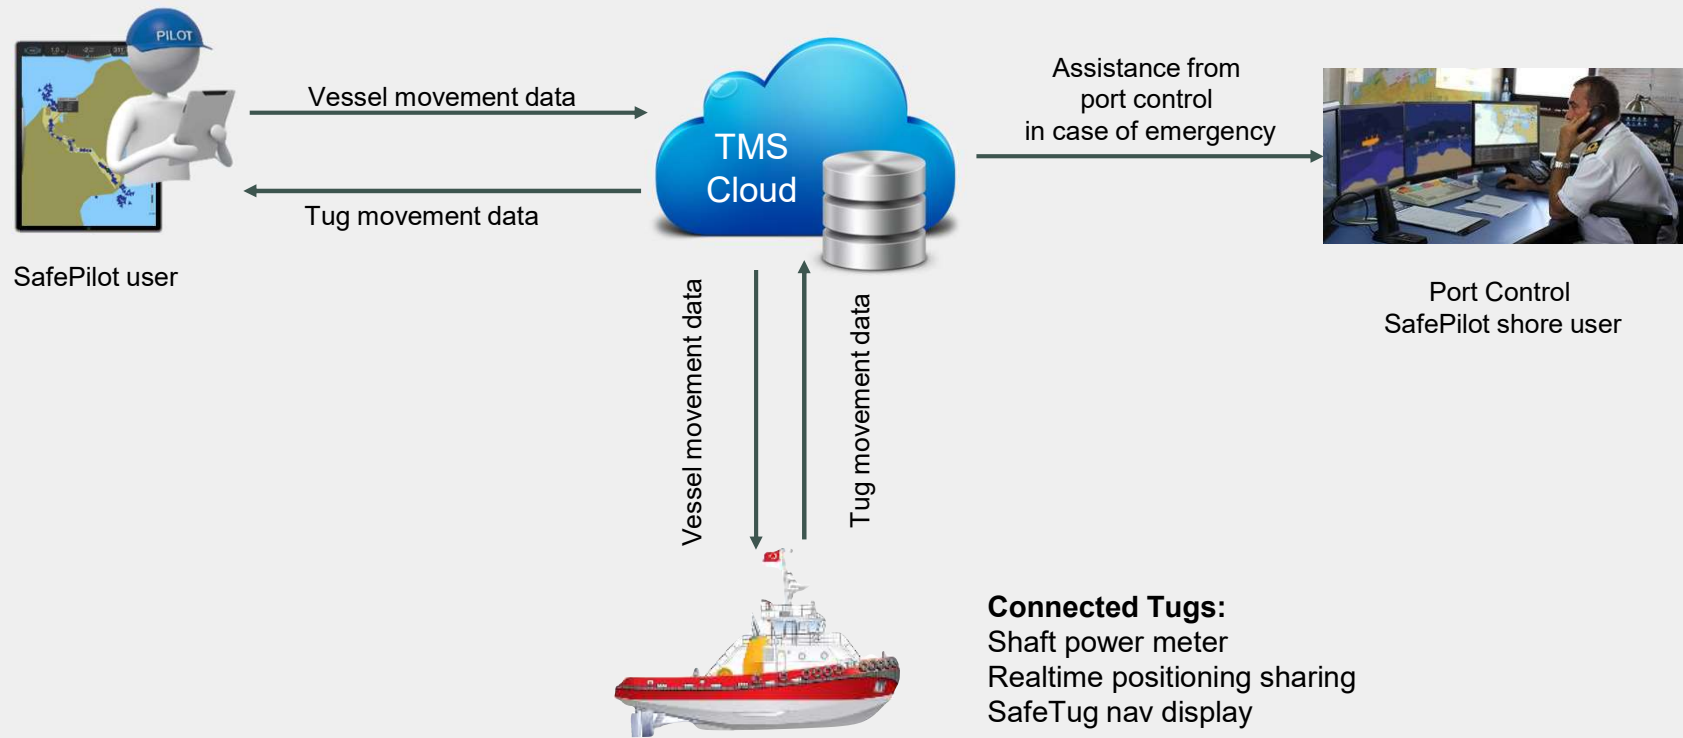 PILOT
Vessel movement data
Tug movement data
SafePilot user
TMS
Cloud
Assistance from
port control
in case of emergency
Port Control
SafePilot shore user
Vessel movement data
Tug movement data
Connected Tugs:
Shaft power meter
Realtime positioning sharing
SafeTug nav display